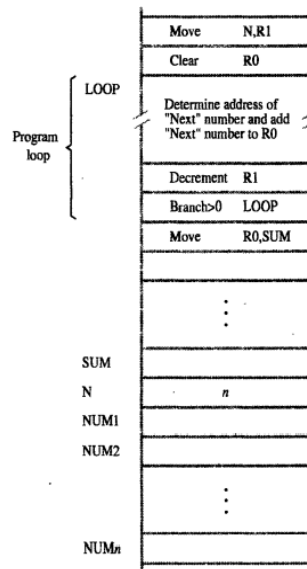 Move N,R1
Clear R0
LOOP
Determine address of
"Next" number and add
"Next" number to R0
Program
loop
Decrement R1
Branch>0 LOOP
Move R0,SUM
SUM
N n
NUM1
NUM2
NUMn